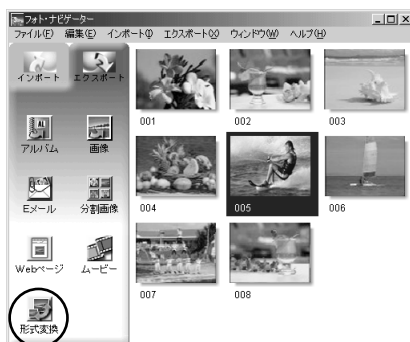 フォト・ナビゲーター
ファイル(F) 編集(E) インポート(I) エクスポート(X) ウィンドウ(W) ヘルプ(H)
インポート エクスポート
001 002 003
アルバム 画像
004 005 006
Eメール 分割画像
Webページ ムービー
007 008
形式変換